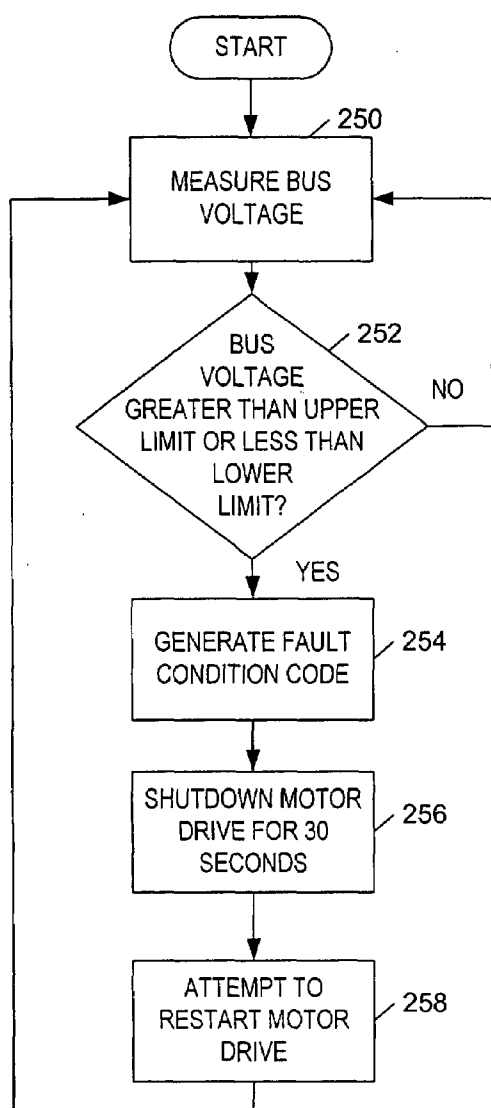 START
250
MEASURE BUS
VOLTAGE
252
BUS
VOLTAGE
GREATER THAN UPPER
LIMIT OR LESS THAN
LOWER
LIMIT?
NO
YES
GENERATE FAULT
CONDITION CODE
254
SHUTDOWN MOTOR
DRIVE FOR 30
SECONDS
256
ATTEMPT TO
RESTART MOTOR
DRIVE
258